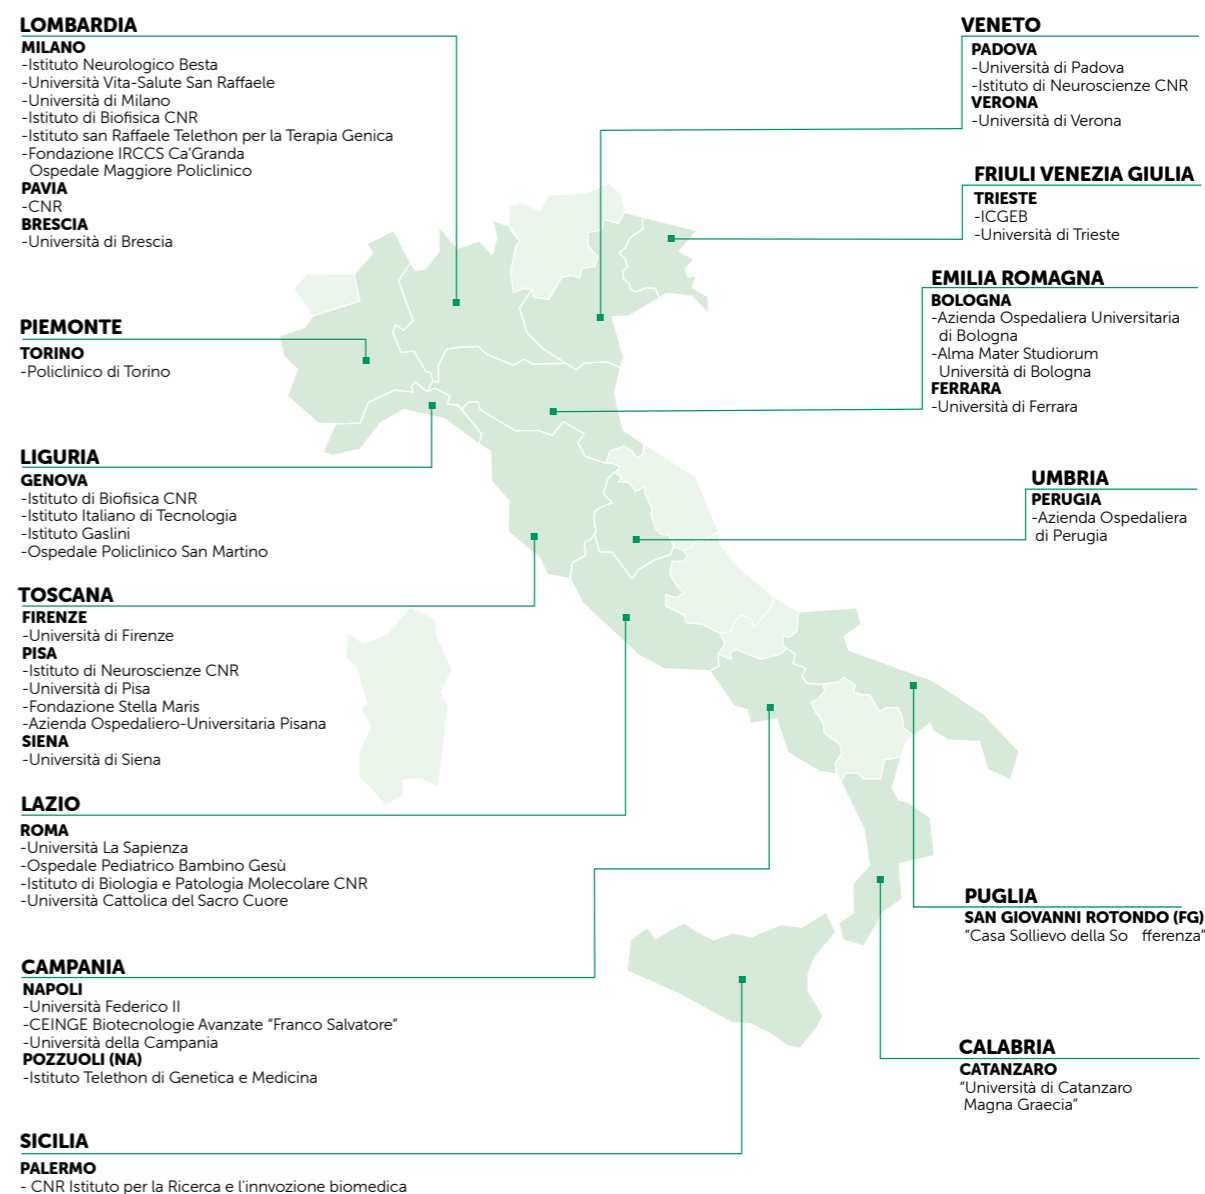 LOMBARDIA
MILANO
-Istituto Neurologico Besta
-Università Vita-Salute San Raffaele
-Università di Milano
-Istituto di Biofisica CNR
-Istituto san Raffaele Telethon per la Terapia Genica
-Fondazione IRCCS Ca'Granda
Ospedale Maggiore Policlinico
PAVIA
-CNR
BRESCIA
-Università di Brescia
PIEMONTE
TORINO
-Policlinico di Torino
LIGURIA
GENOVA
-Istituto di Biofisica CNR
-Istituto Italiano di Tecnologia
-Istituto Gaslini
-Ospedale Policlinico San Martino
TOSCANA
FIRENZE
-Università di Firenze
PISA
-Istituto di Neuroscienze CNR
-Università di Pisa
-Fondazione Stella Maris
-Azienda Ospedaliero-Universitaria Pisana
SIENA
-Università di Siena
LAZIO
ROMA
-Università La Sapienza
-Ospedale Pediatrico Bambino Gesù
-Istituto di Biologia e Patologia Molecolare CNR
-Università Cattolica del Sacro Cuore
CAMPANIA
NAPOLI
-Università Federico II
-CEINGE Biotecnologie Avanzate “Franco Salvatore”
-Università della Campania
POZZUOLI (NA)
-Istituto Telethon di Genetica e Medicina
SICILIA
PALERMO
- CNR Istituto per la Ricerca e l'innvozione biomedica
VENETO
PADOVA
-Università di Padova
-Istituto di Neuroscienze CNR
VERONA
-Università di Verona
FRIULI VENEZIA GIULIA
TRIESTE
-ICGEB
-Università di Trieste
EMILIA ROMAGNA
BOLOGNA
-Azienda Ospedaliera Universitaria
di Bologna
-Alma Mater Studiorum
Università di Bologna
FERRARA
-Università di Ferrara
UMBRIA
PERUGIA
-Azienda Ospedaliera
di Perugia
PUGLIA
SAN GIOVANNI ROTONDO (FG)
“Casa Sollievo della So fferenza”
CALABRIA
CATANZARO
“Università di Catanzaro
Magna Graecia”